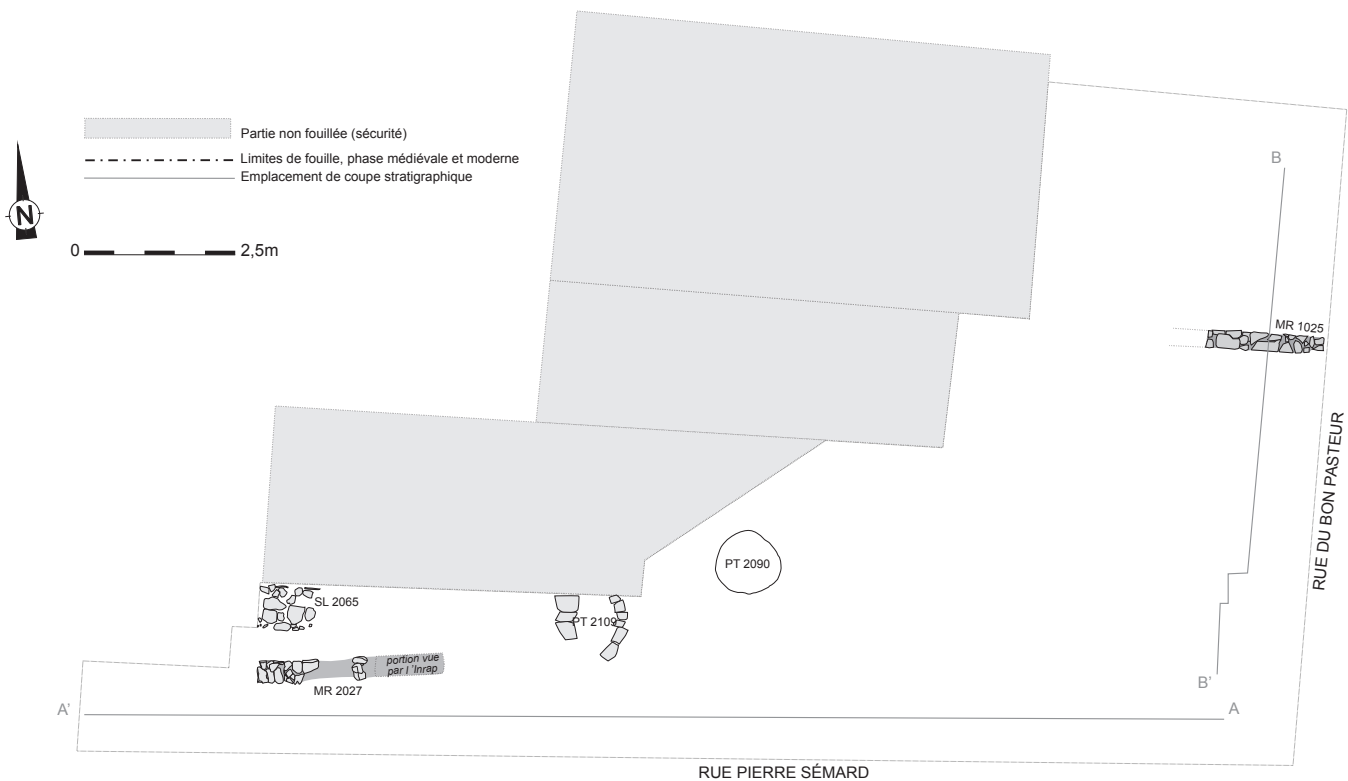 Partie non fouillée (sécurité)
Limites de fouille, phase médiévale et moderne
Emplacement de coupe stratigraphique
N
0 2,5m
B
MR 1025
RUE DU BON PASTEUR
PT 2090
SL 2065
PT 2109
portion vue
par l'Inrap
MR 2027
B'
A' A
RUE PIERRE SÉMARD